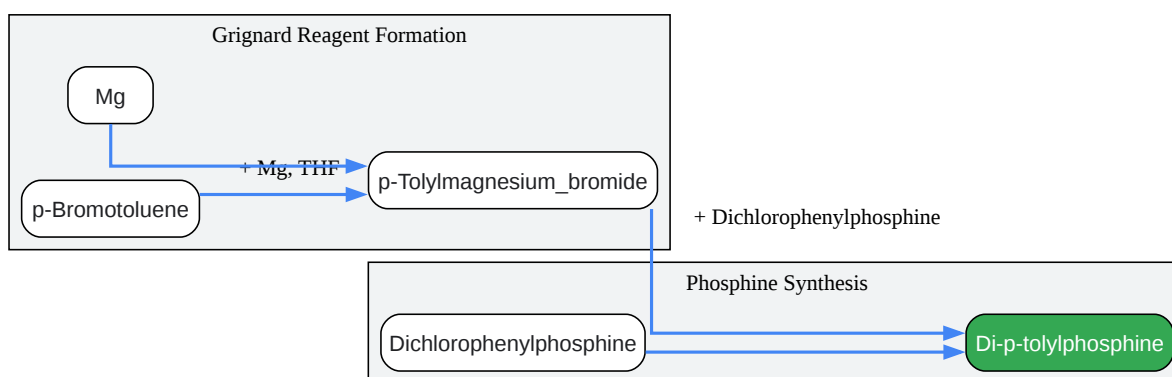 Grignard Reagent Formation
Mg
+ Mg, THF
p-Tolylmagnesium_bromide
p-Bromotoluene
+ Dichlorophenylphosphine
Phosphine Synthesis
Dichlorophenylphosphine
Di-p-tolylphosphine